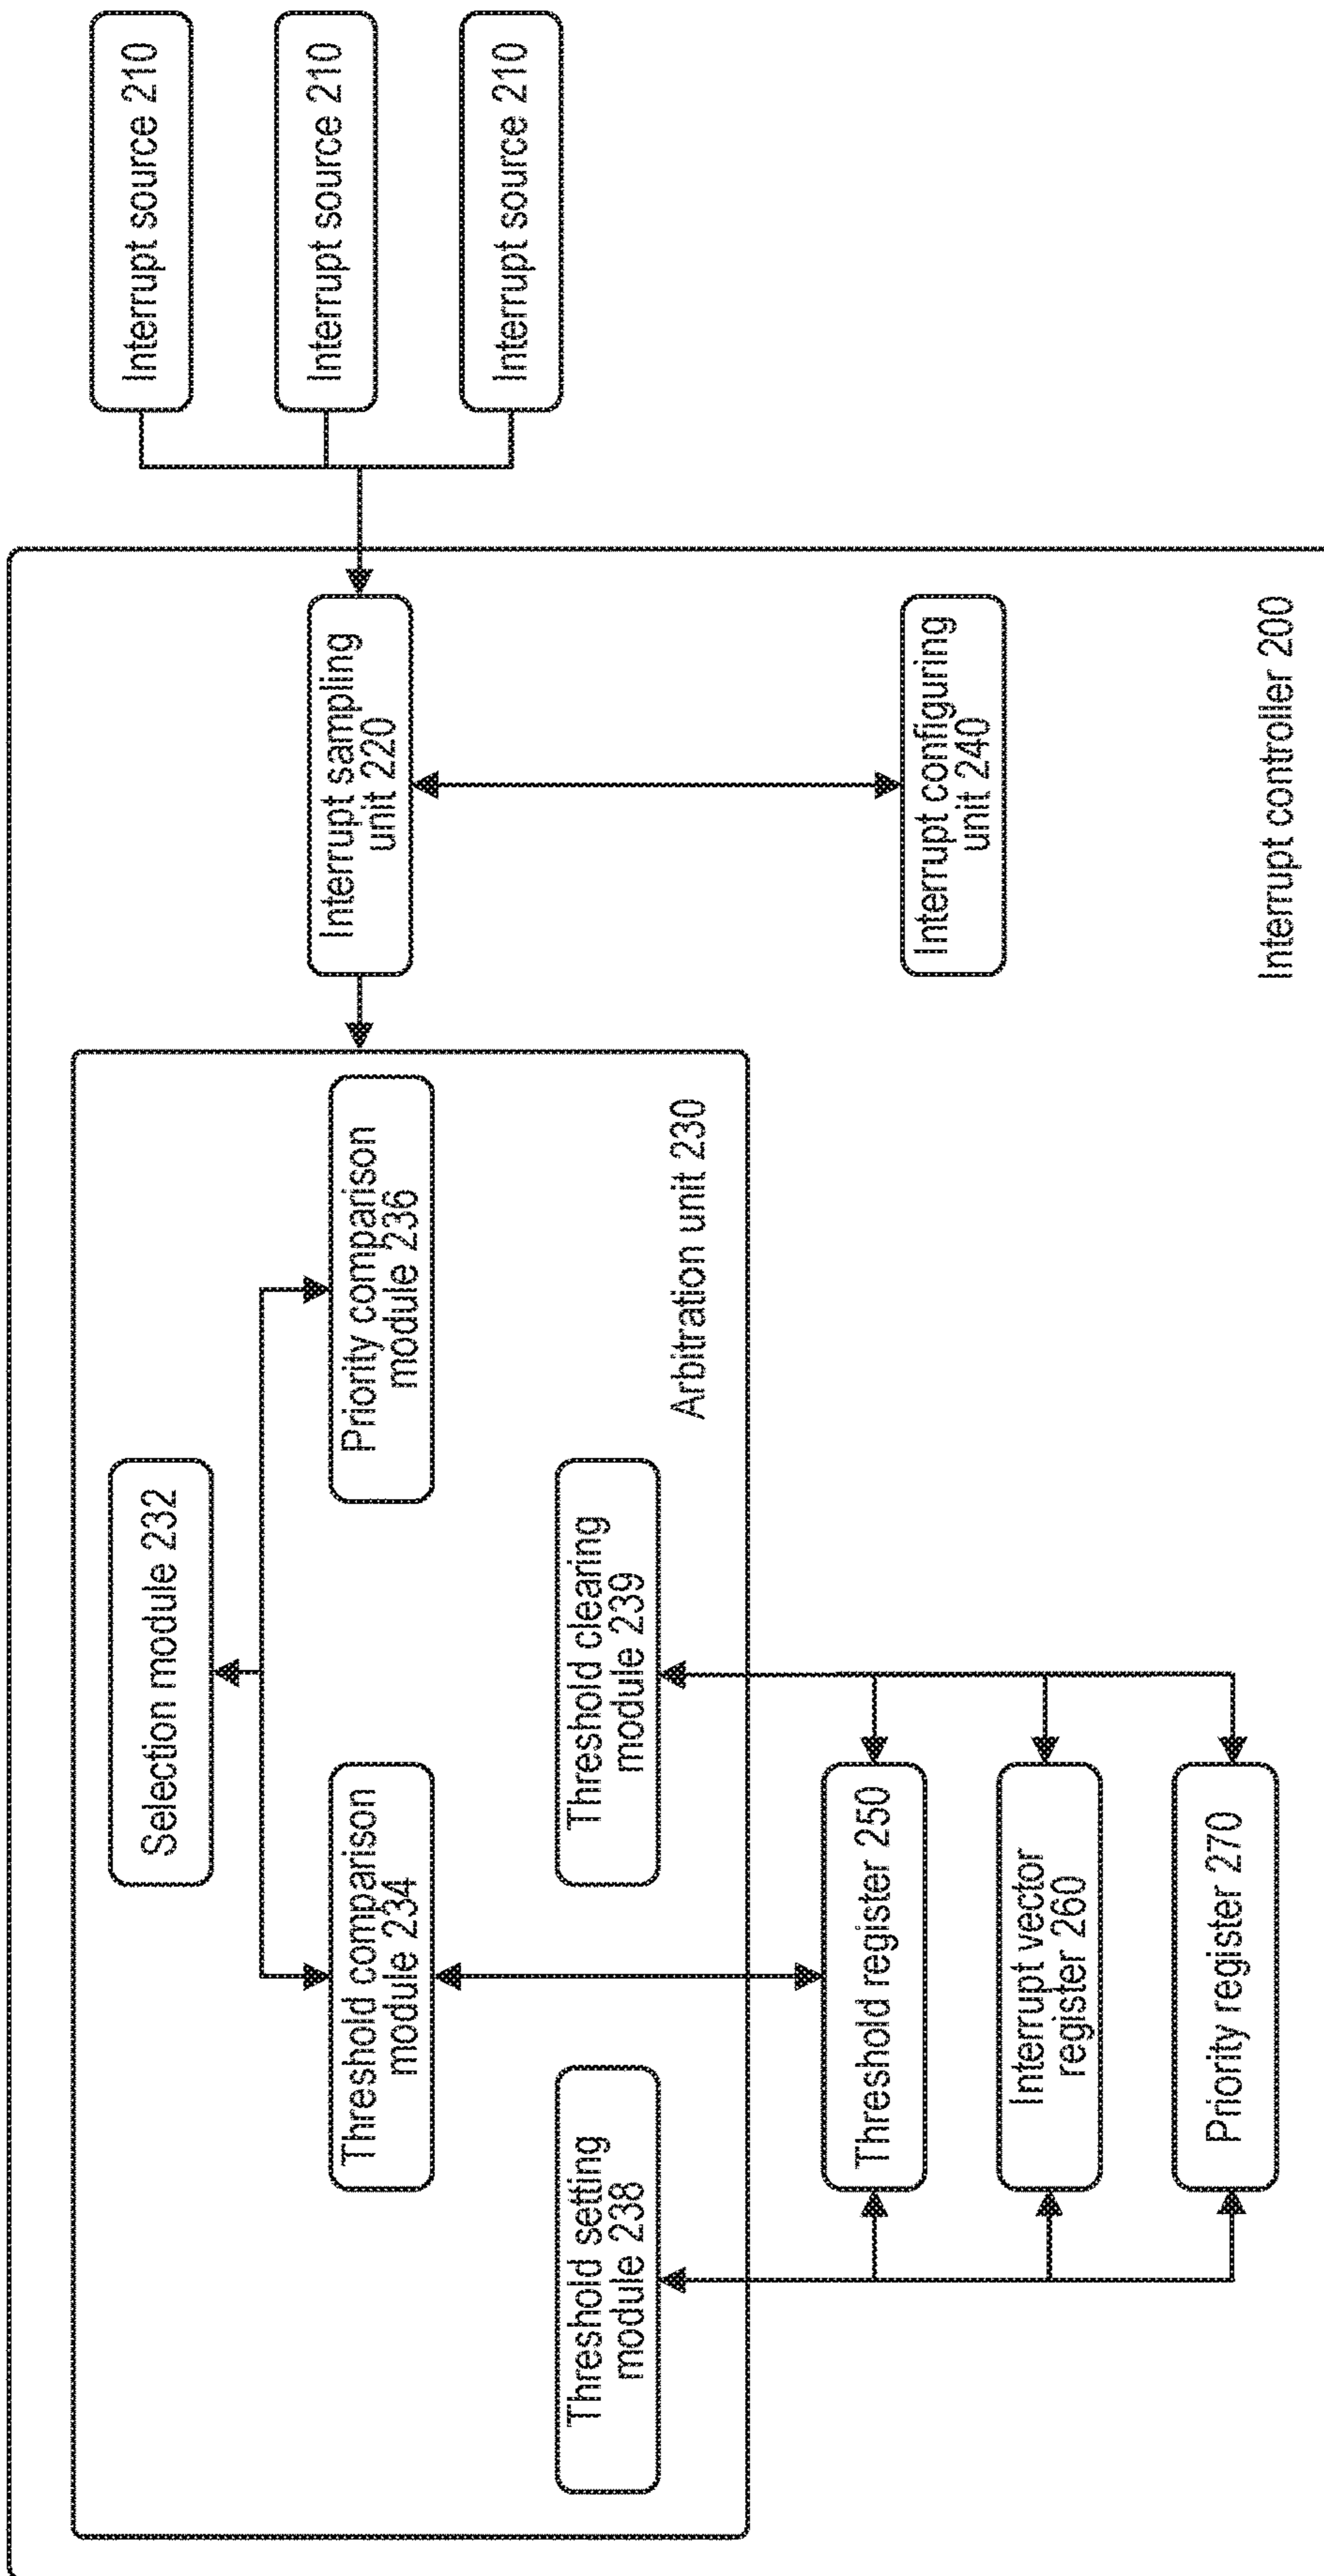 Interrupt source 210
Interrupt source 210
Interrupt source 210
Interrupt sampling
unit 220
Interrupt configuring
unit 240
Interrupt controller 200
Selection module 232
Priority comparison
module 236
Threshold comparison
module 234
Threshold clearing
module 239
Threshold setting
module 238
Arbitration unit 230
Threshold register 250
Interrupt vector
register 260
Priority register 270